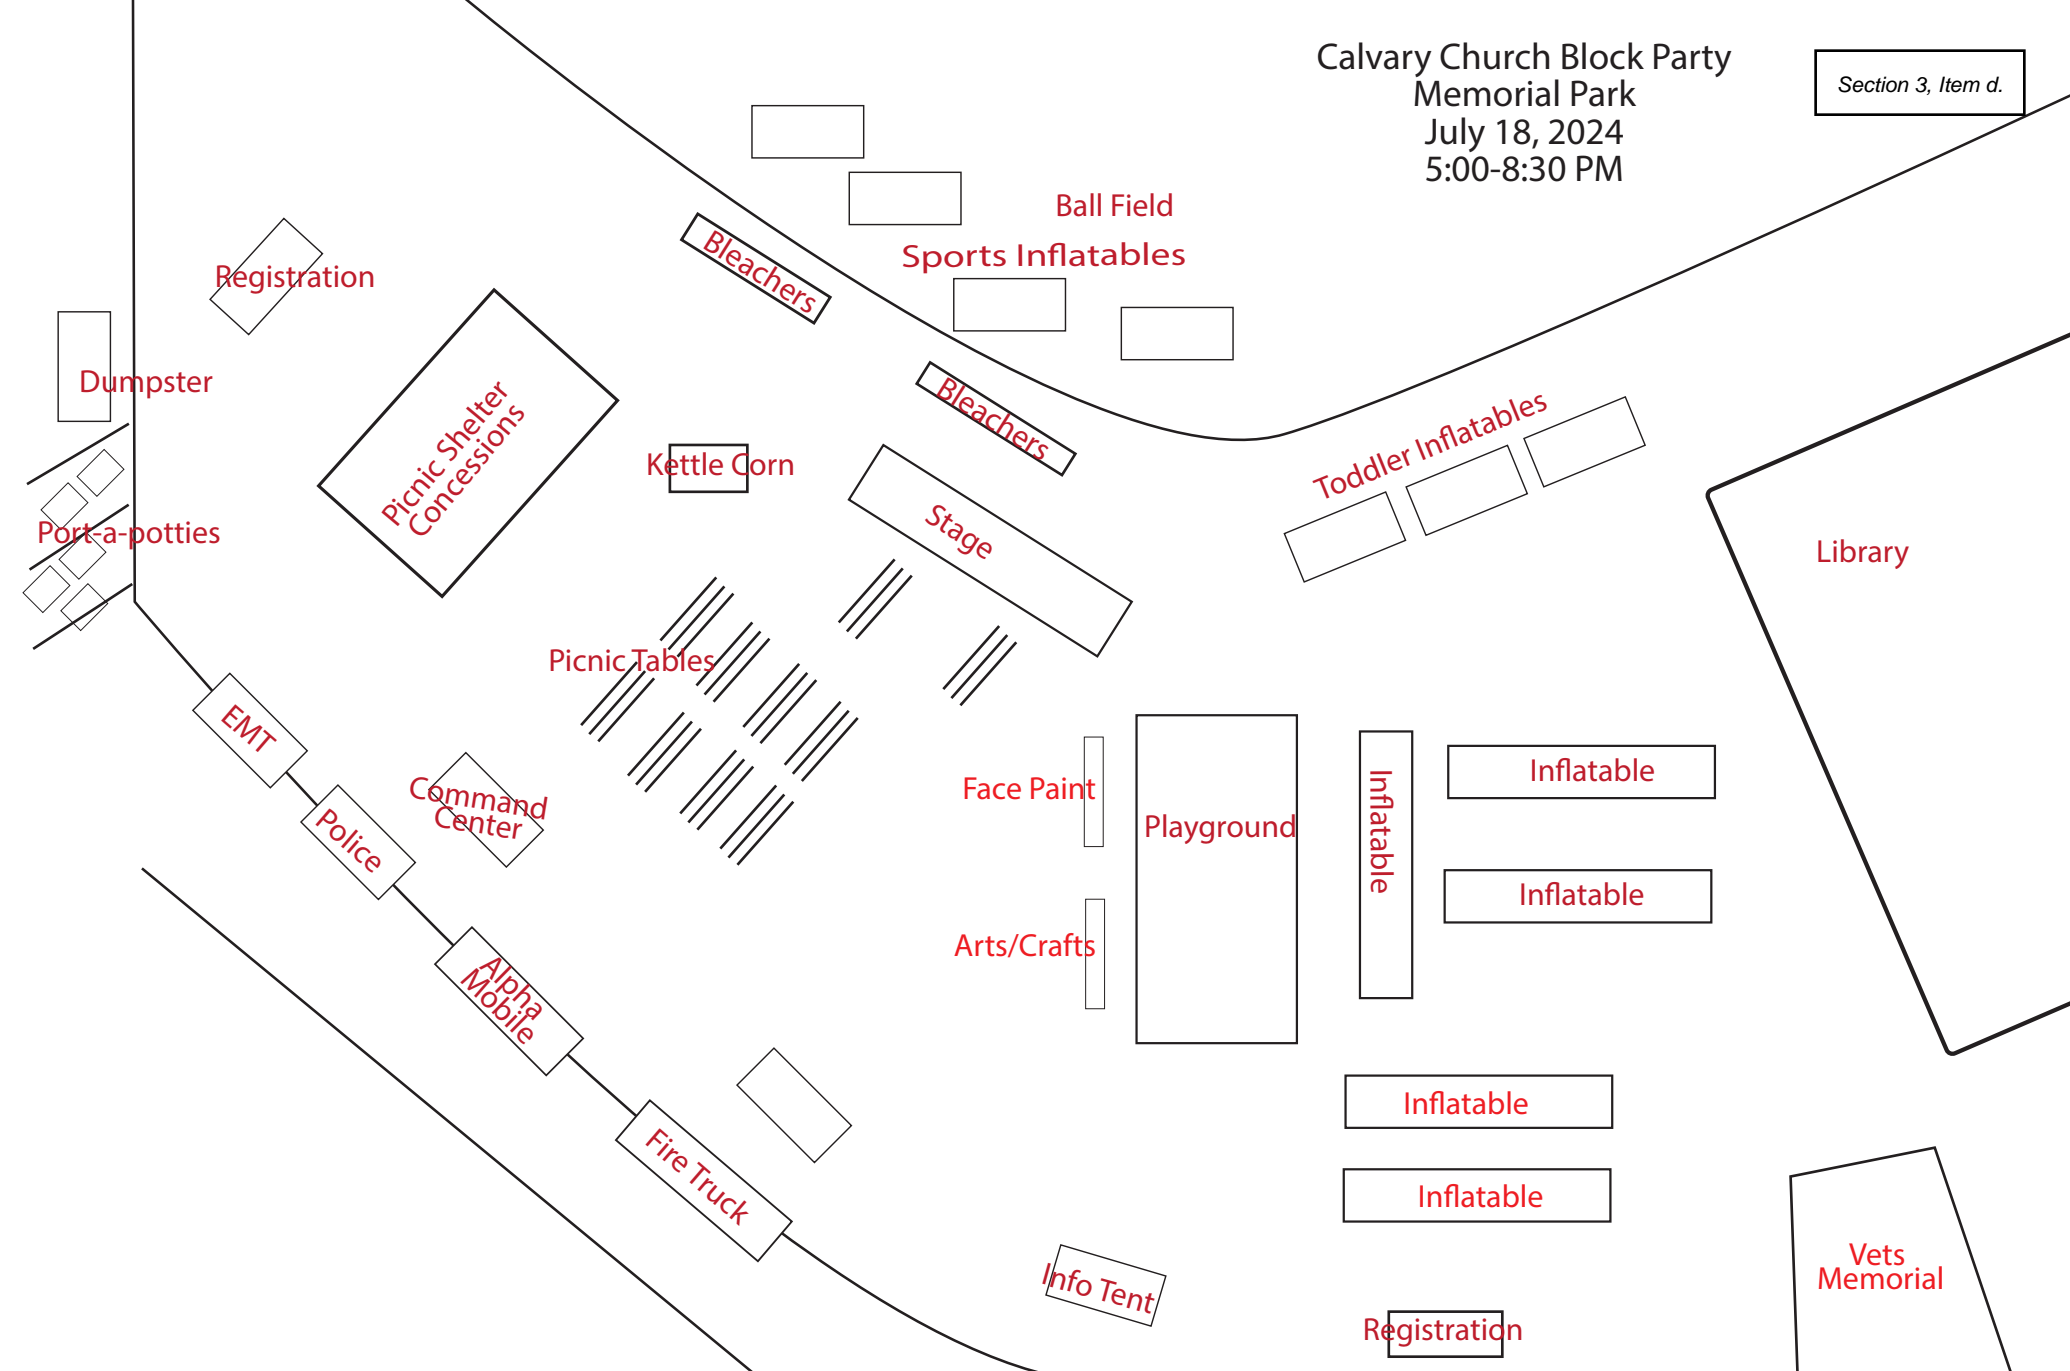 Calvary Church Block Party
Memorial Park
July 18, 2024
5:00-8:30 PM
Section 3, Item d.
Ball Field
Sports Inflatables
Bleachers
Registration
Dumpster
Picnic Shelter
Concessions
Kettle Corn
Bleachers
Toddler Inflatables
Port-a-potties
Stage
Library
Picnic Tables
EMT
Command
Center
Police
Face Paint
Playground
Inflatable
Inflatable
Inflatable
Arts/Crafts
Alpha
Mobile
Inflatable
Fire Truck
Inflatable
Info Tent
Vets
Memorial
Registration